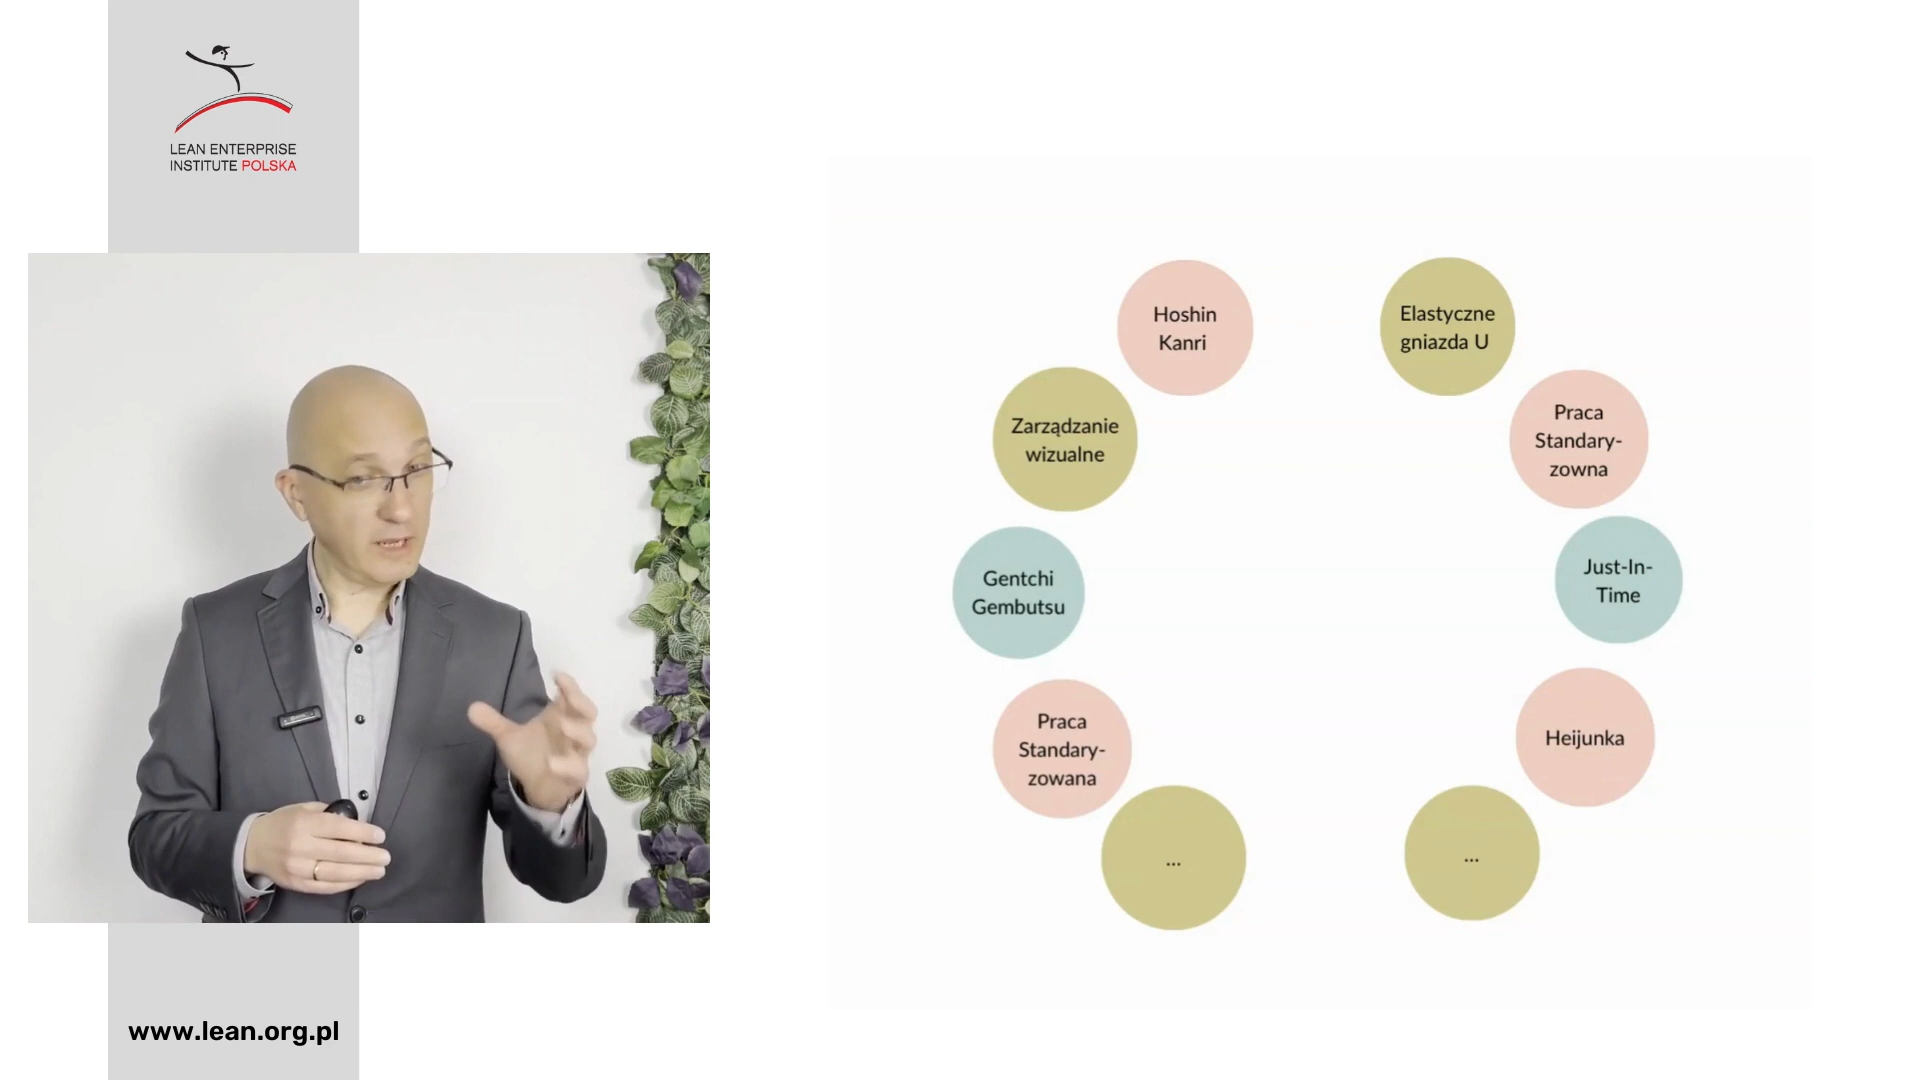 LEAN ENTERPRISE
INSTITUTE POLSKA
Hoshin
Kanri
Elastyczne
gniazda U
Zarządzanie
wizualne
Praca
Standary-
zowna
Gentchi
Gembutsu
Just-In-
Time
Praca
Standary-
zowana
Heijunka
...
...
www.lean.org.pl